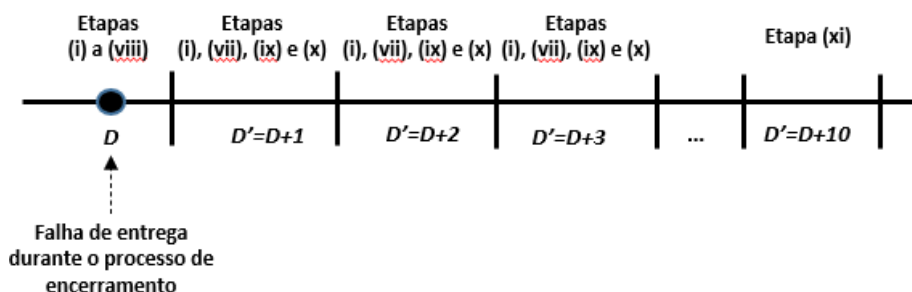 Etapas
(i) a (viii)
Etapas
(i), (vii), (ix) e (x)
Etapas
(i), (vii), (ix) e (x)
Etapas
(i), (vii), (ix) e (x)
Etapa (xi)
D
D’=D+1
D’=D+2
D’=D+3
...
D’=D+10
Falha de entrega
durante o processo de
encerramento